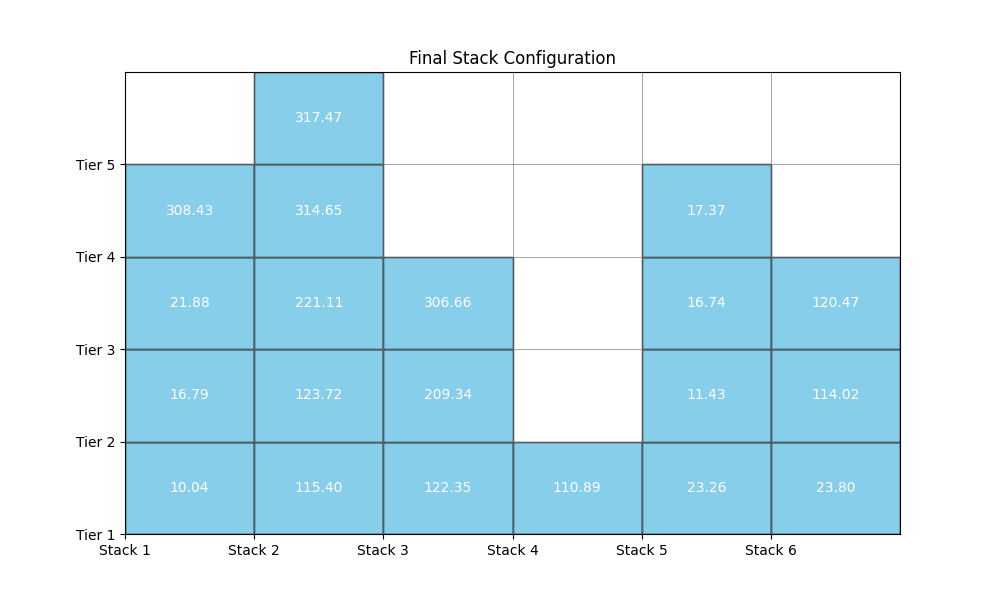 Final Stack Configuration
317.47
Tier 5
308.43 314.65 17.37
Tier 4
21.88 221.11 306.66 16.74 120.47
Tier 3
16.79 123.72 209.34 11.43 114.02
Tier 2
10.04 115.40 122.35 110.89 23.26 23.80
Tier 1
Stack 1 Stack 2 Stack 3 Stack 4 Stack 5 Stack 6